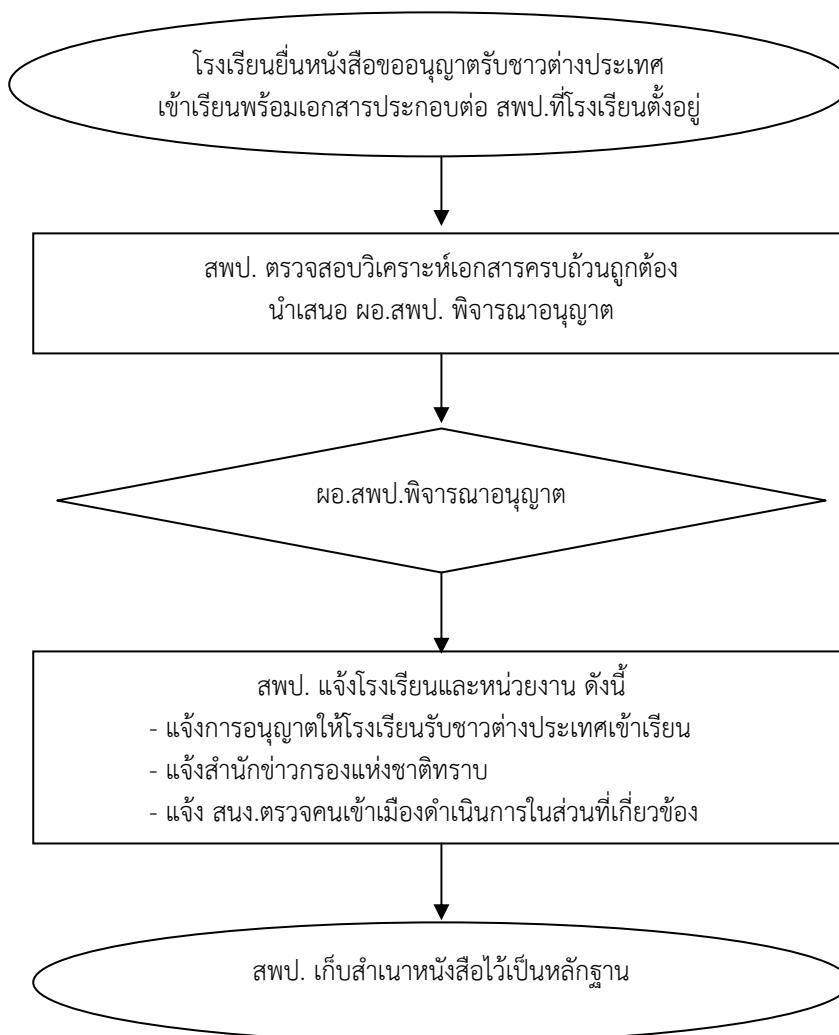 โรงเรียนยื่นหนังสือขออนุญาตรับชาวต่างประเทศ
เข้าเรียนพร้อมเอกสารประกอบต่อ สพป.ที่โรงเรียนตั้งอยู่
สพป. ตรวจสอบวิเคราะห์เอกสารครบถ้วนถูกต้อง
นำเสนอ ผอ.สพป. พิจารณาอนุญาต
ผอ.สพป.พิจารณาอนุญาต
สพป. แจ้งโรงเรียนและหน่วยงาน ดังนี้
- แจ้งการอนุญาตให้โรงเรียนรับชาวต่างประเทศเข้าเรียน
- แจ้งสำนักข่าวกรองแห่งชาติทราบ
- แจ้ง สนง.ตรวจคนเข้าเมืองดำเนินการในส่วนที่เกี่ยวข้อง
สพป. เก็บสำเนาหนังสือไว้เป็นหลักฐาน